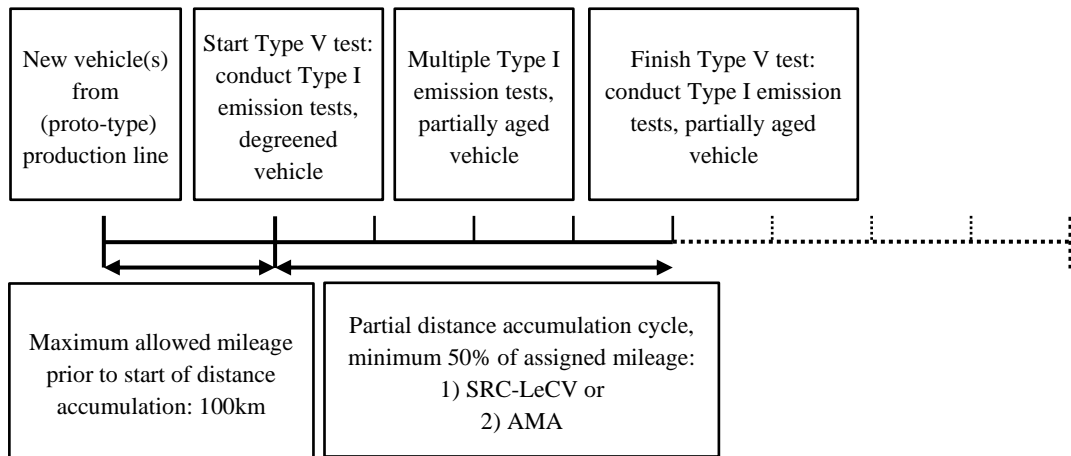 New vehicle(s)
from
(proto-type)
production line
Start Type V test:
conduct Type I
emission tests,
degreened
vehicle
Multiple Type I
emission tests,
partially aged
vehicle
Finish Type V test:
conduct Type I emission
tests, partially aged
vehicle
Maximum allowed mileage
prior to start of distance
accumulation: 100km
Partial distance accumulation cycle,
minimum 50% of assigned mileage:
1) SRC-LeCV or
2) AMA